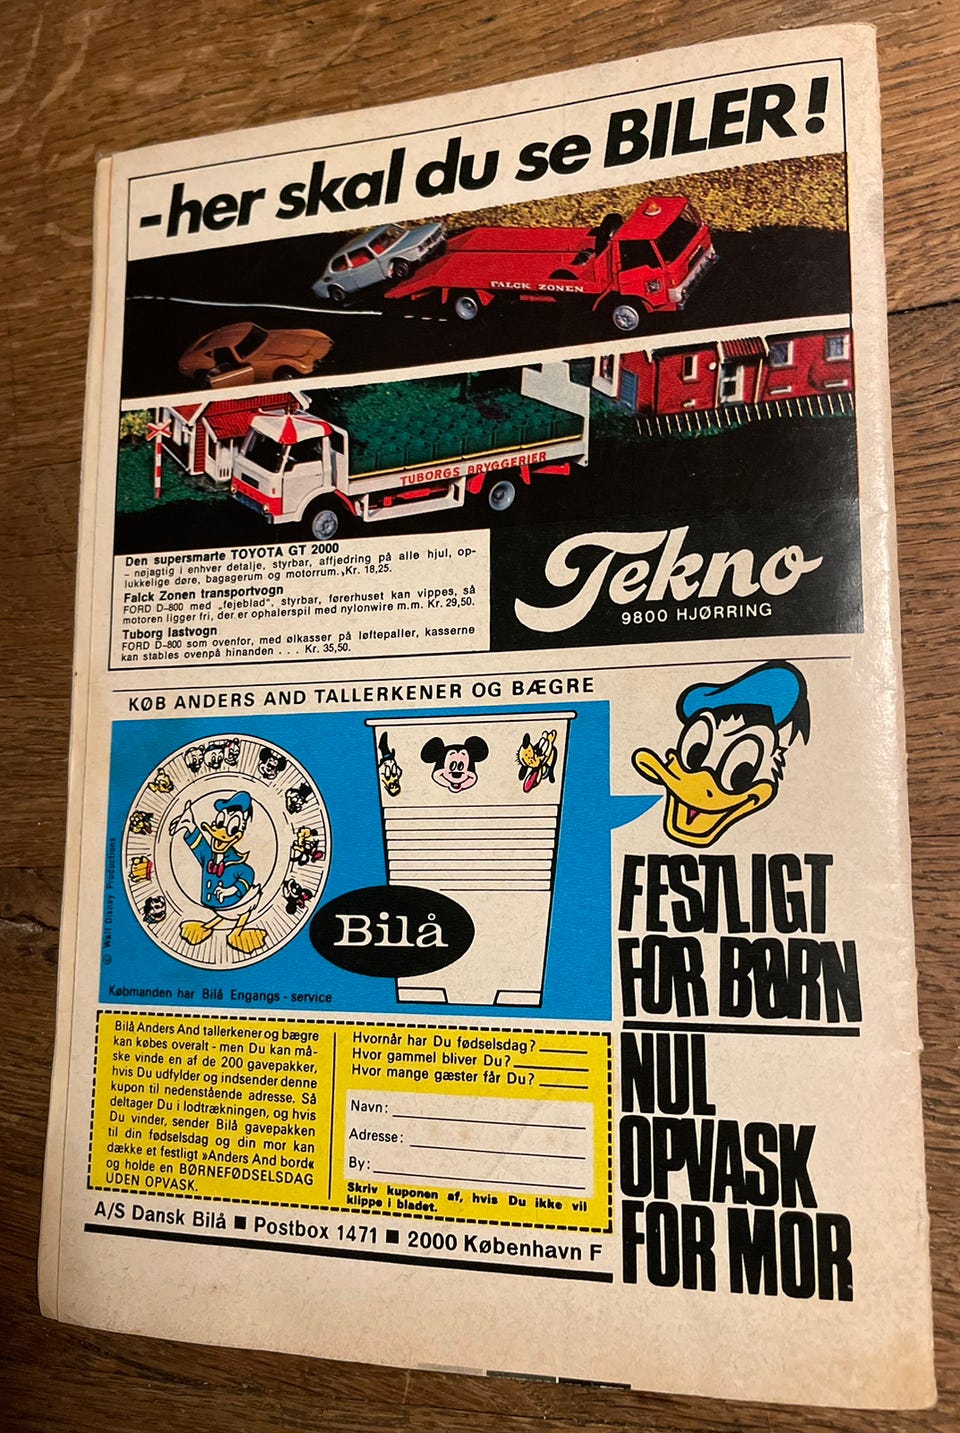 -her skal du se BILER!
FALCK ZONEN
TUBORGS BRYGGERIER
Den supersmarte TOYOTA GT 2000
- nøjagtig i enhver detalje, styrbar, affjedring på alle hjul, op-
lukkelige døre, bagagerum og motorrum. Kr. 18,25.
Falck Zonen transportvogn
FORD D-800 med „fejeblad", styrbar, førerhuset kan vippes, så
motoren ligger fri, der er ophalerspil med nylonwire m.m. Kr. 29,50.
Tuborg lastvogn
FORD D-800 som ovenfor, med ølkasser på løftepaller, kasserne
kan stables ovenpå hinanden . . . Kr. 35,50.
Tekno
9800 HJØRRING
KØB ANDERS AND TALLERKENER OG BÆGRE
© Walt Disney Productions
Bilå
Købmanden har Bilå Engangs - service
FESTLIGT
FOR BØRN
NUL
OPVASK
FOR MOR
Bilå Anders And tallerkener og bægre
kan købes overalt - men Du kan må-
ske vinde en af de 200 gavepakker,
hvis Du udfylder og indsender denne
kupon til nedenstående adresse. Så
deltager Du i lodtrækningen, og hvis
Du vinder, sender Bilå gavepakken
til din fødselsdag og din mor kan
dække et festligt »Anders And bord«
og holde en BØRNEFØDSELSDAG
UDEN OPVASK.
Hvornår har Du fødselsdag?
Hvor gammel bliver Du?
Hvor mange gæster får Du?
Navn:
Adresse:
By:
Skriv kuponen af, hvis Du ikke vil
klippe i bladet.
A/S Dansk Bilå ■ Postbox 1471 ■ 2000 København F